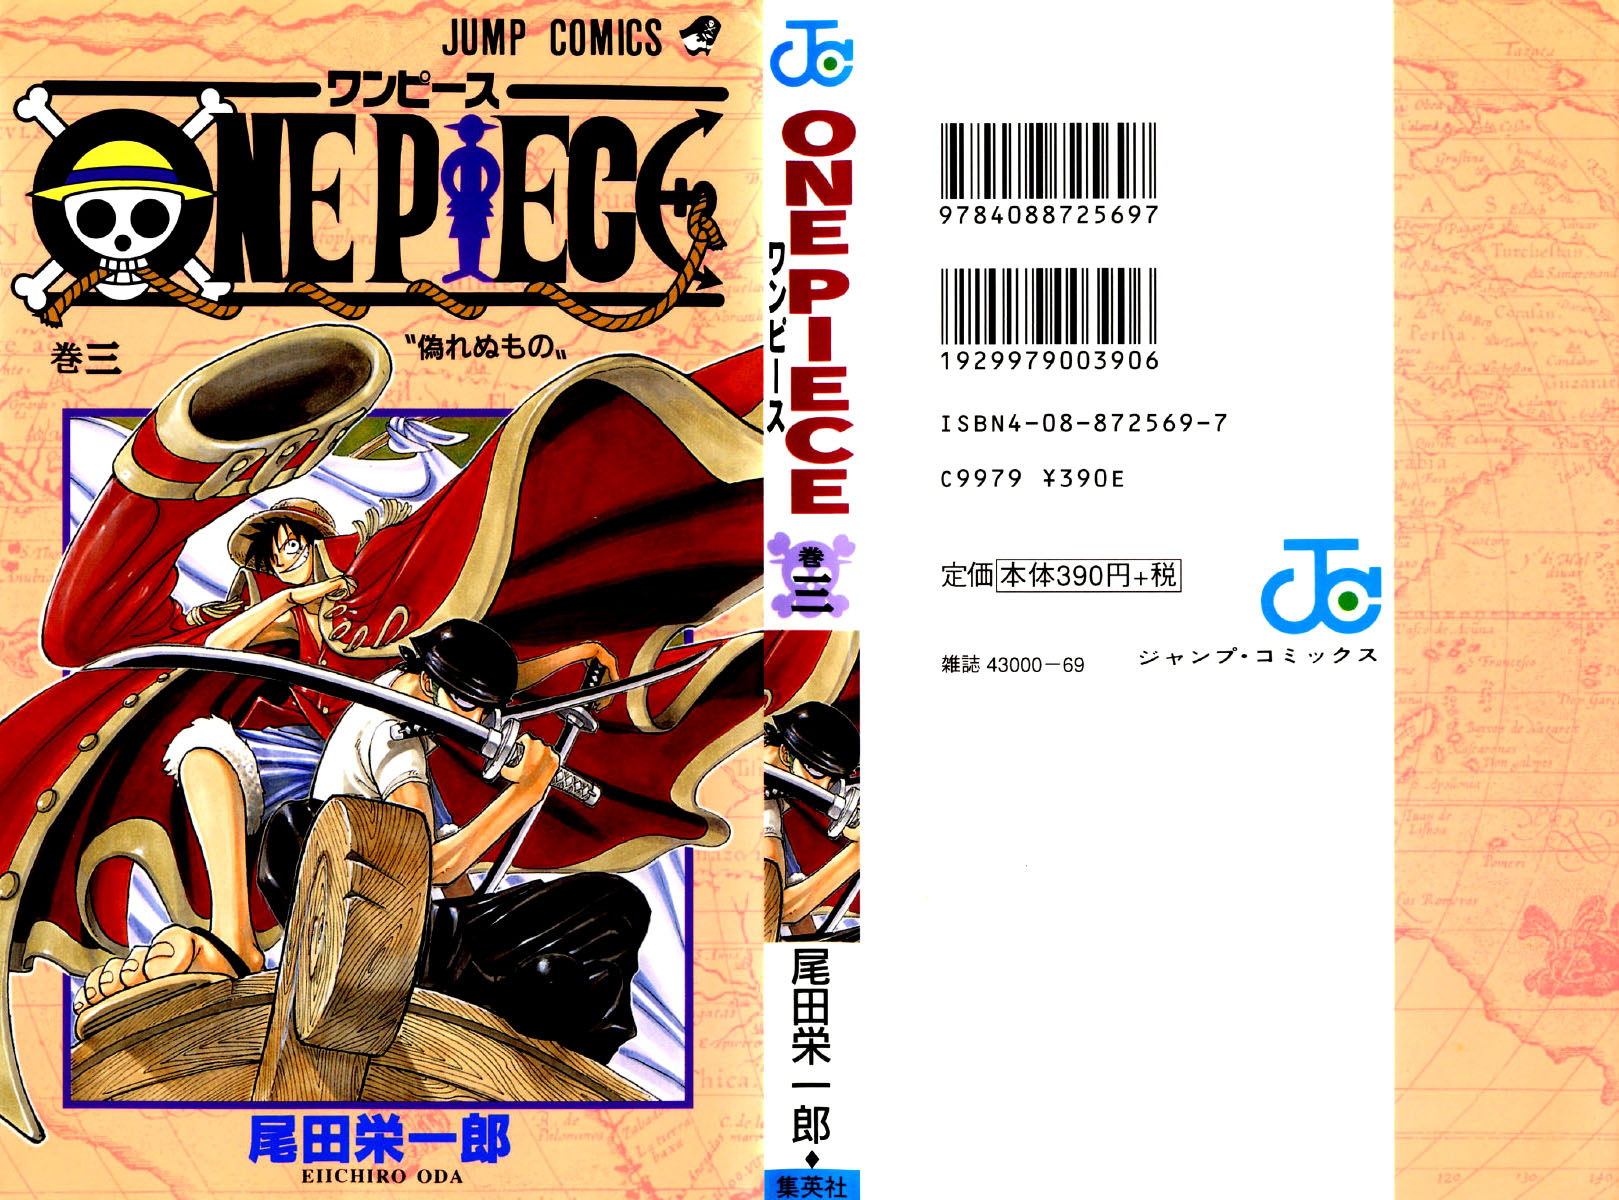 JUMP COMICS
ワンピース
ONE PIECE
巻三
〝偽れぬもの〟
尾田栄一郎
EIICHIRO ODA
JC
ONE PIECE
ワンピース
巻三
尾田栄一郎
集英社
9784088725697
1929979003906
ISBN4-08-872569-7
C9979 ¥390E
定価 本体390円+税
JC
雑誌 43000-69
ジャンプ・コミックス